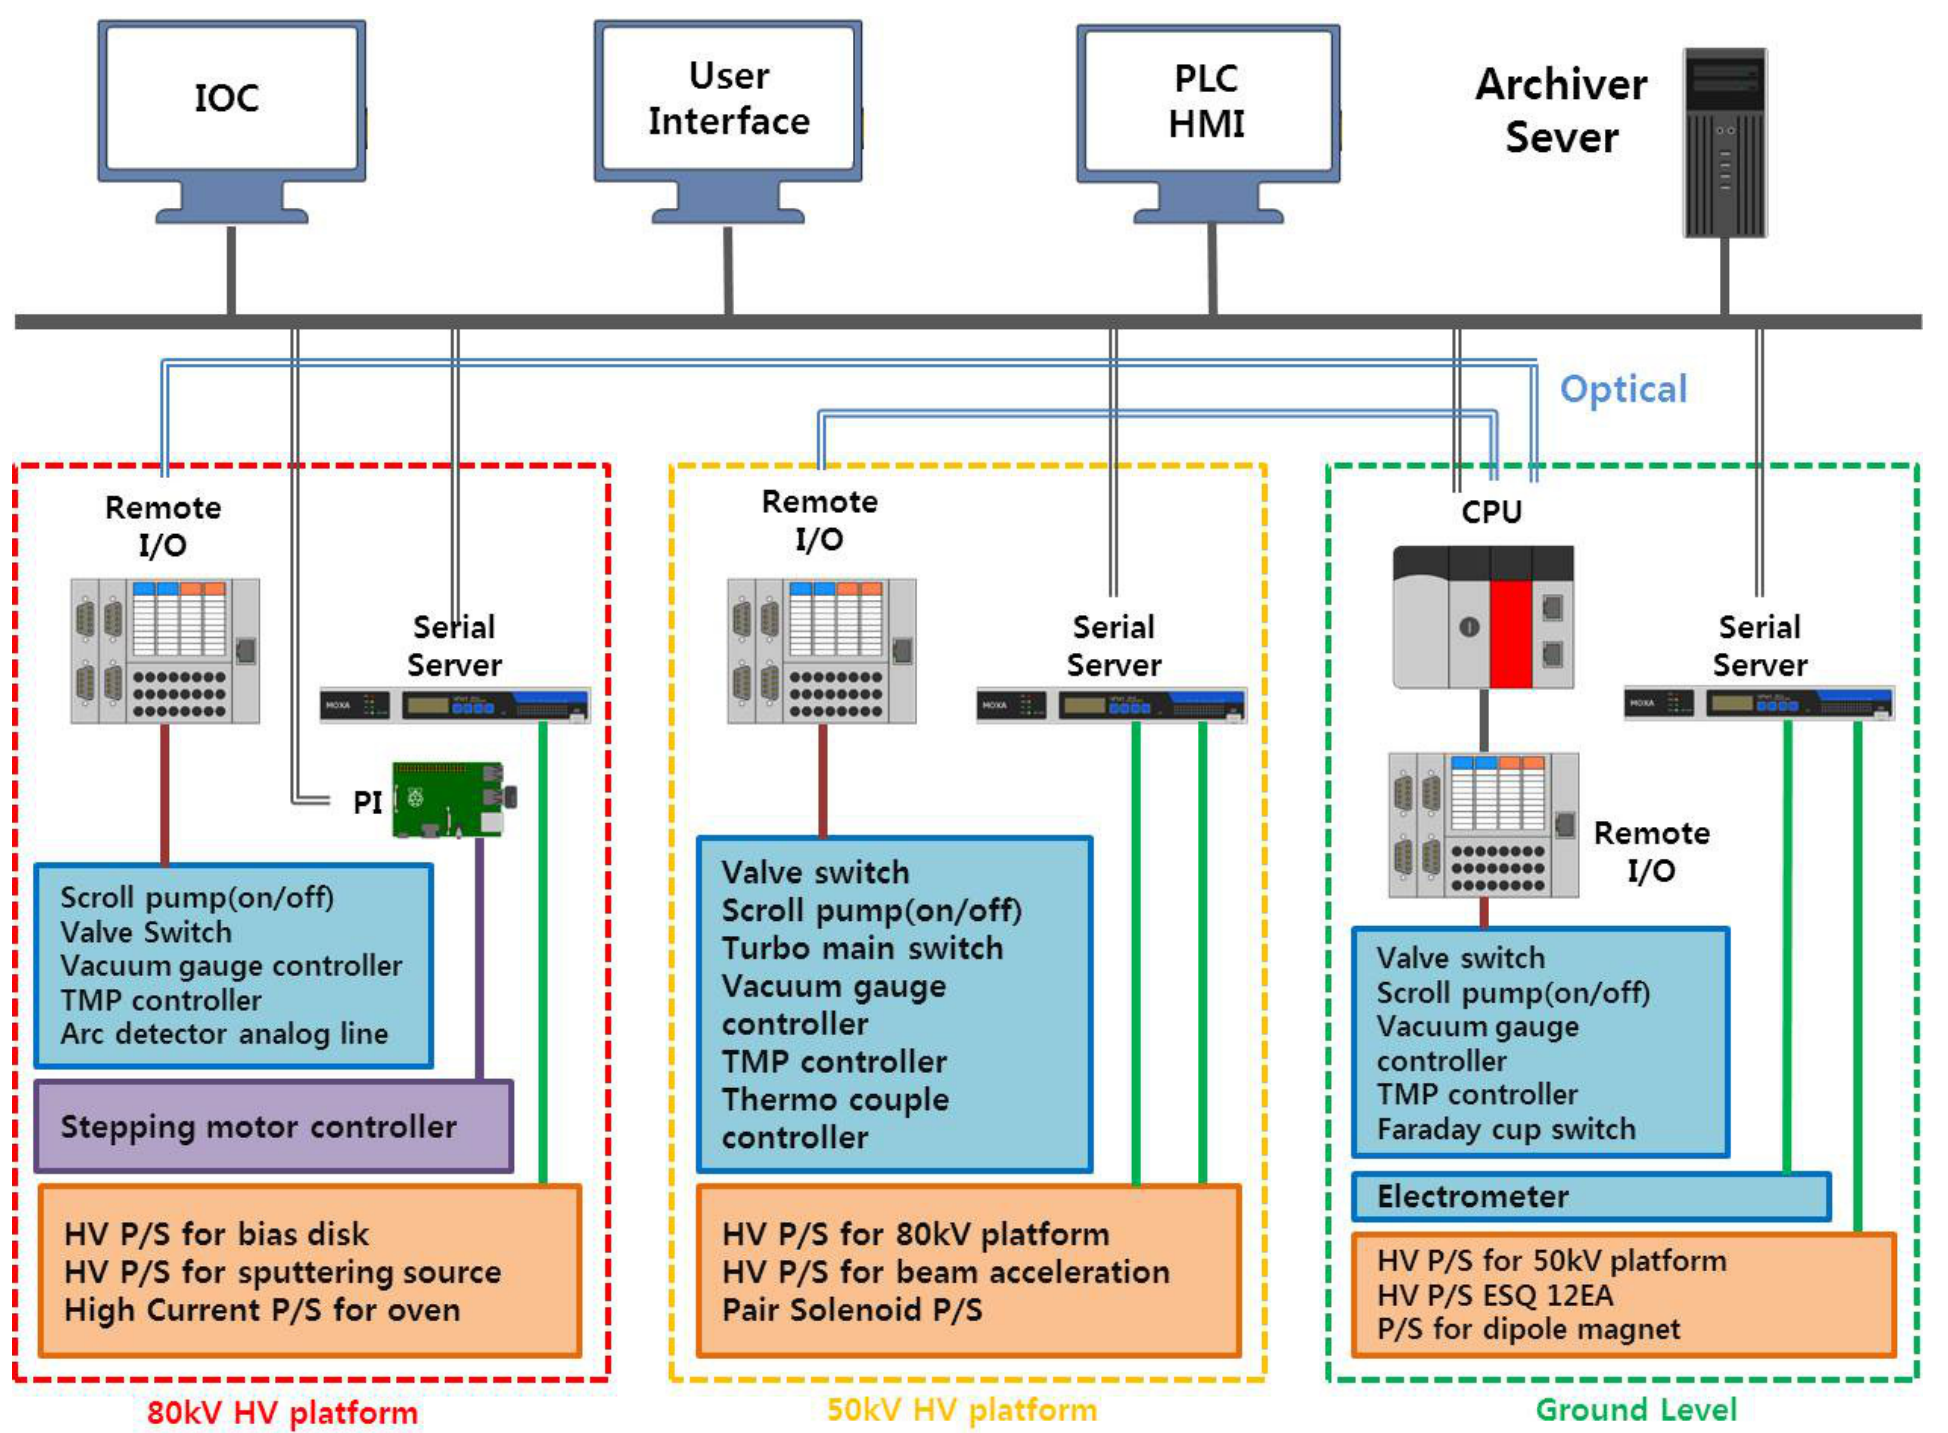 IOC
User
Interface
PLC
HMI
Archiver
Sever
Optical
Remote
I/O
Serial
Server
MOXA
PI
Scroll pump(on/off)
Valve Switch
Vacuum gauge controller
TMP controller
Arc detector analog line
Stepping motor controller
HV P/S for bias disk
HV P/S for sputtering source
High Current P/S for oven
80kV HV platform
Remote
I/O
Serial
Server
MOXA
Valve switch
Scroll pump(on/off)
Turbo main switch
Vacuum gauge
controller
TMP controller
Thermo couple
controller
HV P/S for 80kV platform
HV P/S for beam acceleration
Pair Solenoid P/S
50kV HV platform
CPU
Serial
Server
MOXA
Remote
I/O
Valve switch
Scroll pump(on/off)
Vacuum gauge
controller
TMP controller
Faraday cup switch
Electrometer
HV P/S for 50kV platform
HV P/S ESQ 12EA
P/S for dipole magnet
Ground Level